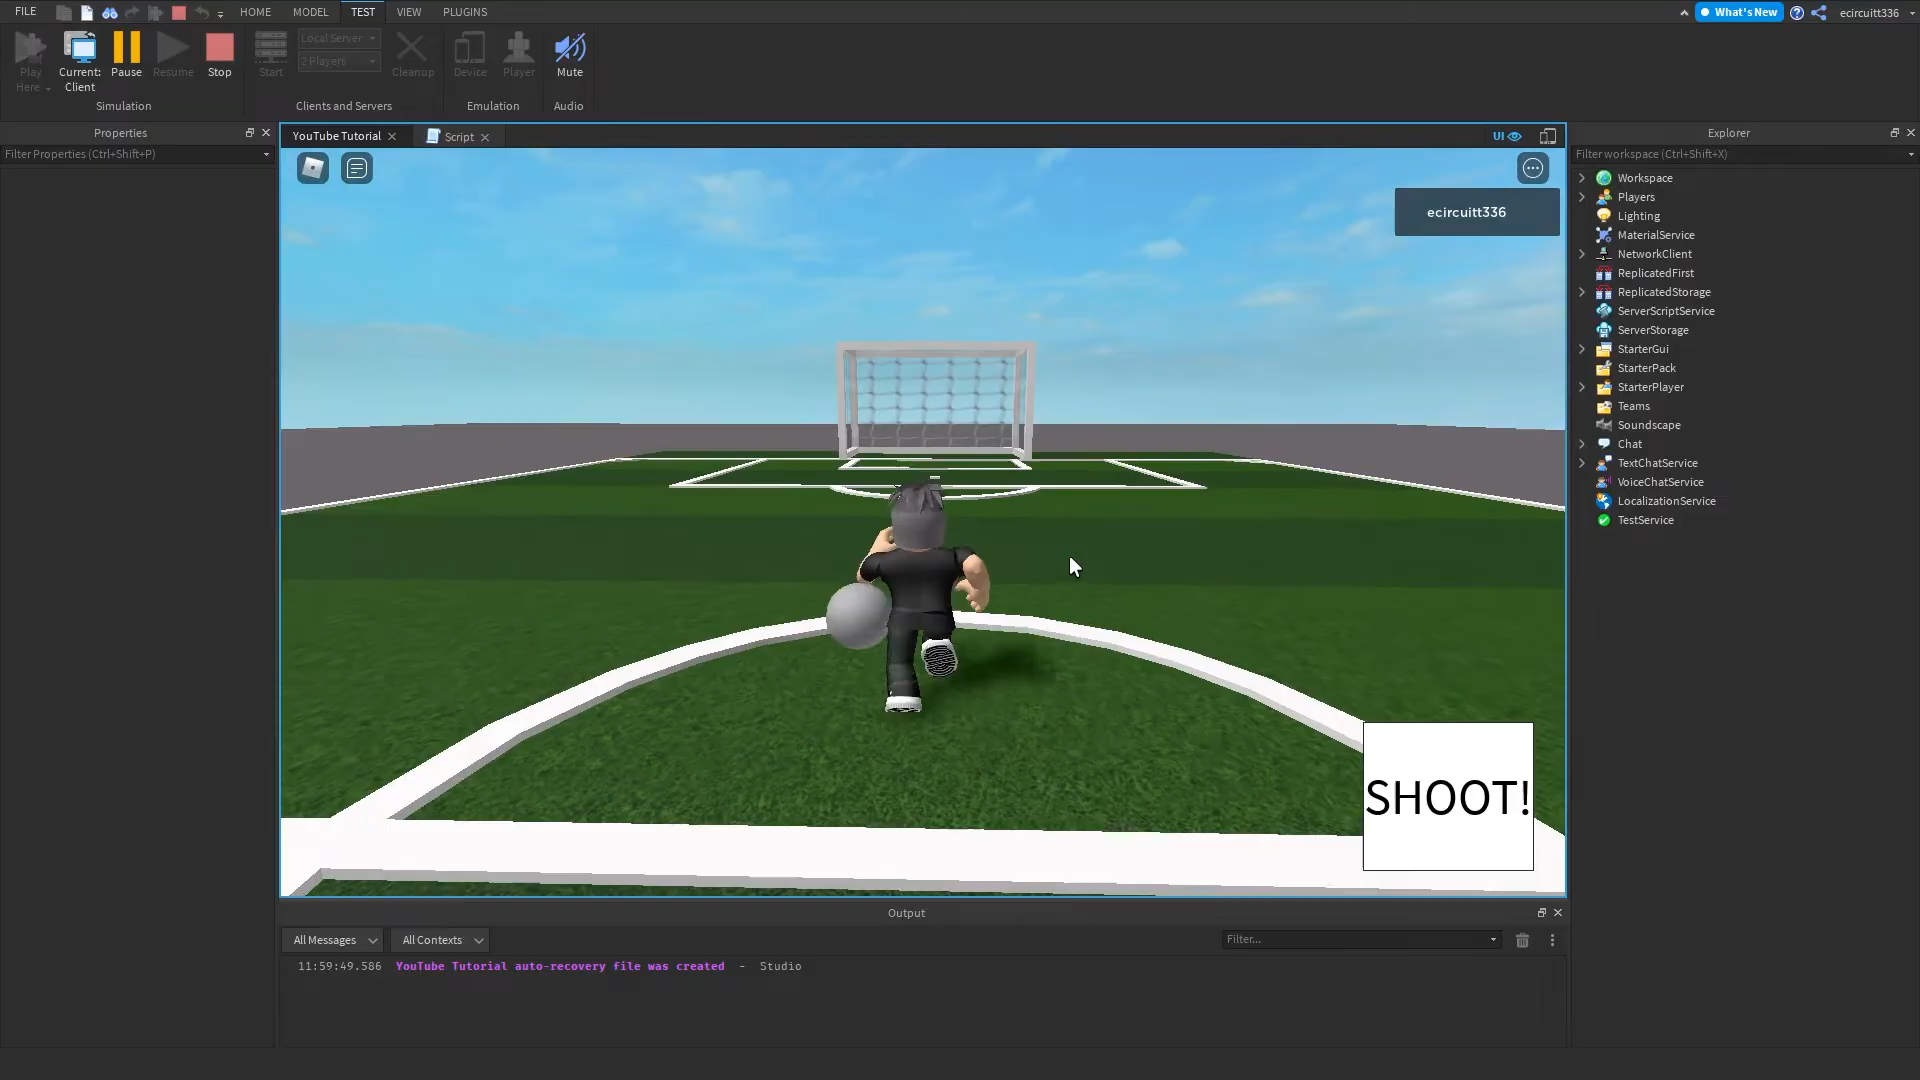 FILE HOME MODEL TEST VIEW PLUGINS What's New ecircuitt336
Local Server
2 Players
Play Here Current: Client Pause Resume Stop Start Cleanup Device Player Mute
Simulation Clients and Servers Emulation Audio
Properties
Filter Properties (Ctrl+Shift+P)
YouTube Tutorial Script UI
ecircuitt336
SHOOT!
Explorer
Filter workspace (Ctrl+Shift+X)
Workspace
Players
Lighting
MaterialService
NetworkClient
ReplicatedFirst
ReplicatedStorage
ServerScriptService
ServerStorage
StarterGui
StarterPack
StarterPlayer
Teams
Soundscape
Chat
TextChatService
VoiceChatService
LocalizationService
TestService
Output
All Messages All Contexts Filter...
11:59:49.586 YouTube Tutorial auto-recovery file was created - Studio